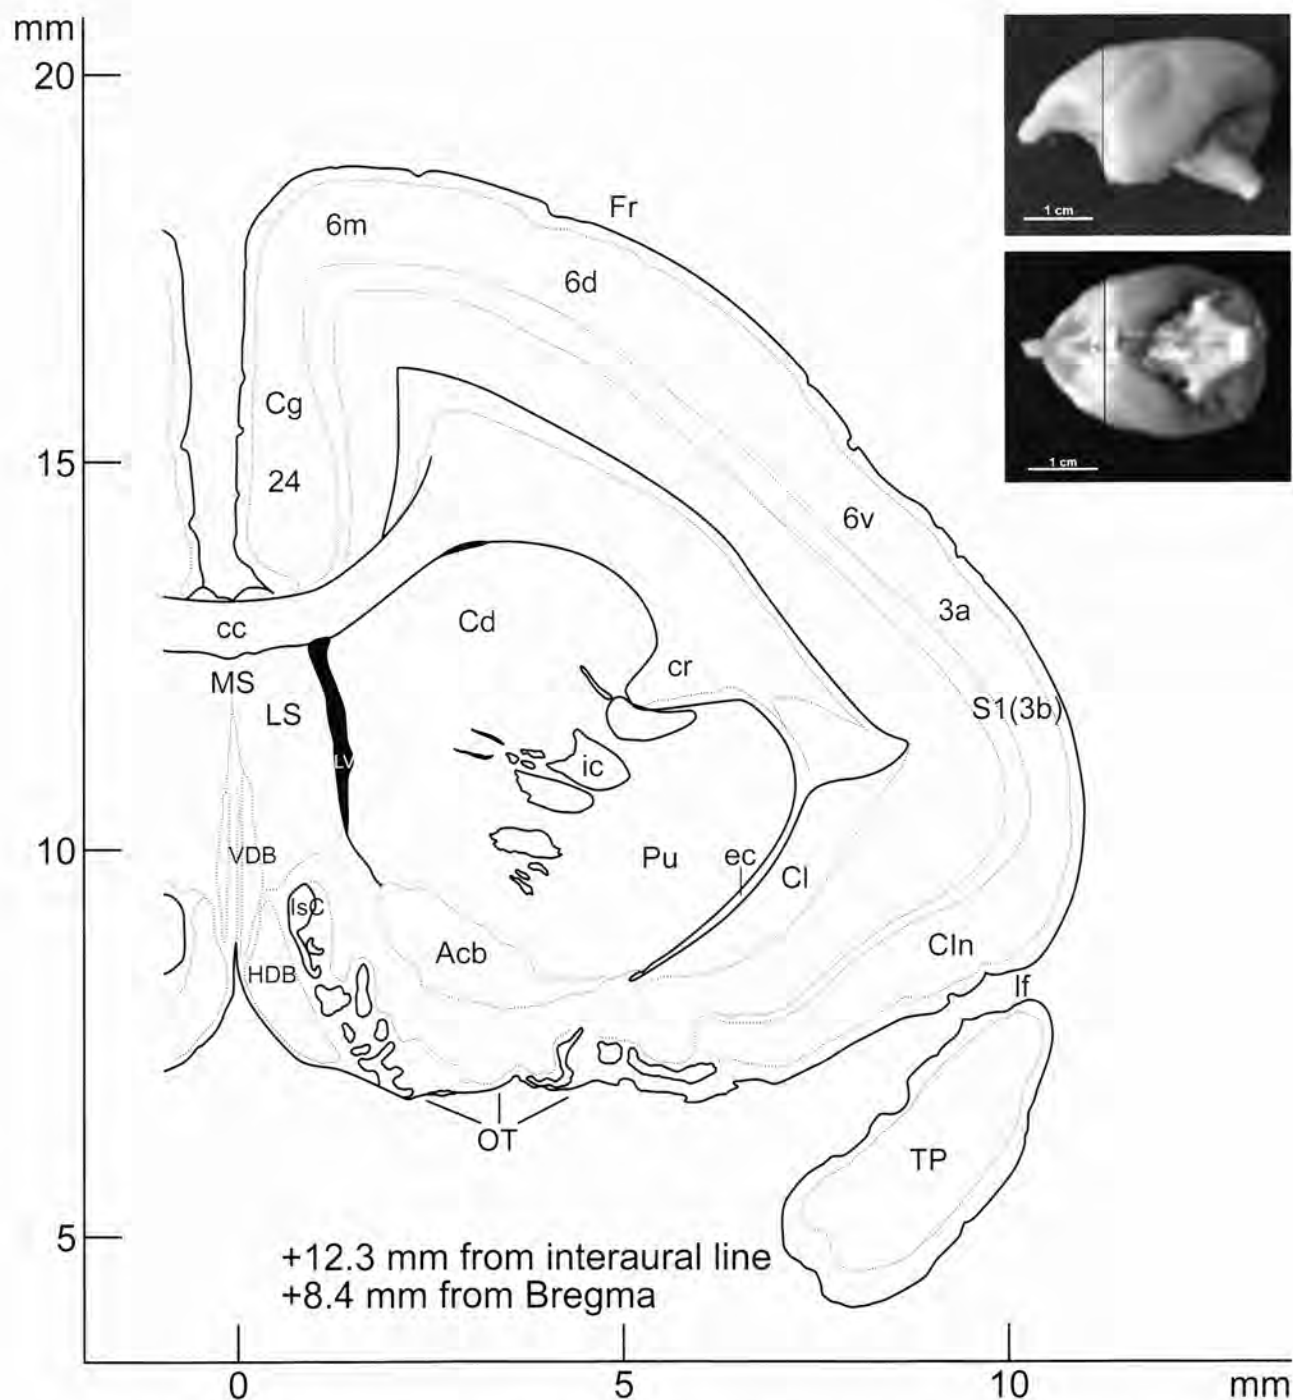 mm
20
15
10
5
Fr
6m
6d
Cg
24
6v
3a
cc
Cd
MS
cr
LS
S1(3b)
LV
ic
VDB
Pu
ec
Cl
IsC
Acb
Cln
HDB
lf
OT
TP
+12.3 mm from interaural line
+8.4 mm from Bregma
0
5
10
mm
1 cm
1 cm